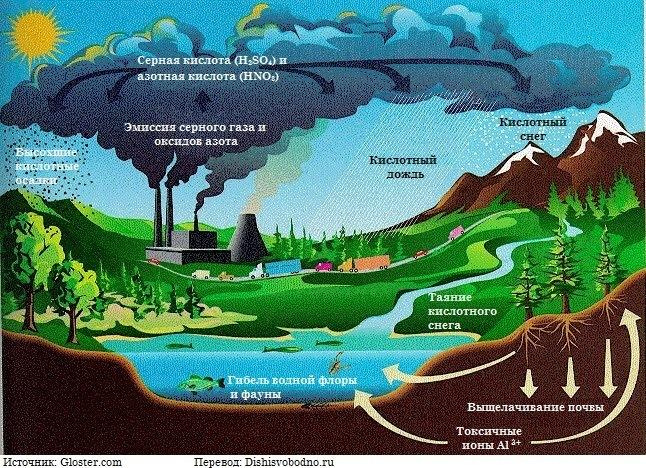 Серная кислота (H₂SO₄) и
азотная кислота (HNO₃)
Эмиссия серного газа и
оксидов азота
Высохшие
кислотные
осадки
Кислотный
дождь
Кислотный
снег
Таяние
кислотного
снега
Гибель водной флоры
и фауны
Выщелачивание почвы
Токсичные
ионы Al³⁺
Источник: Gloster.com Перевод: Dishisvobodno.ru